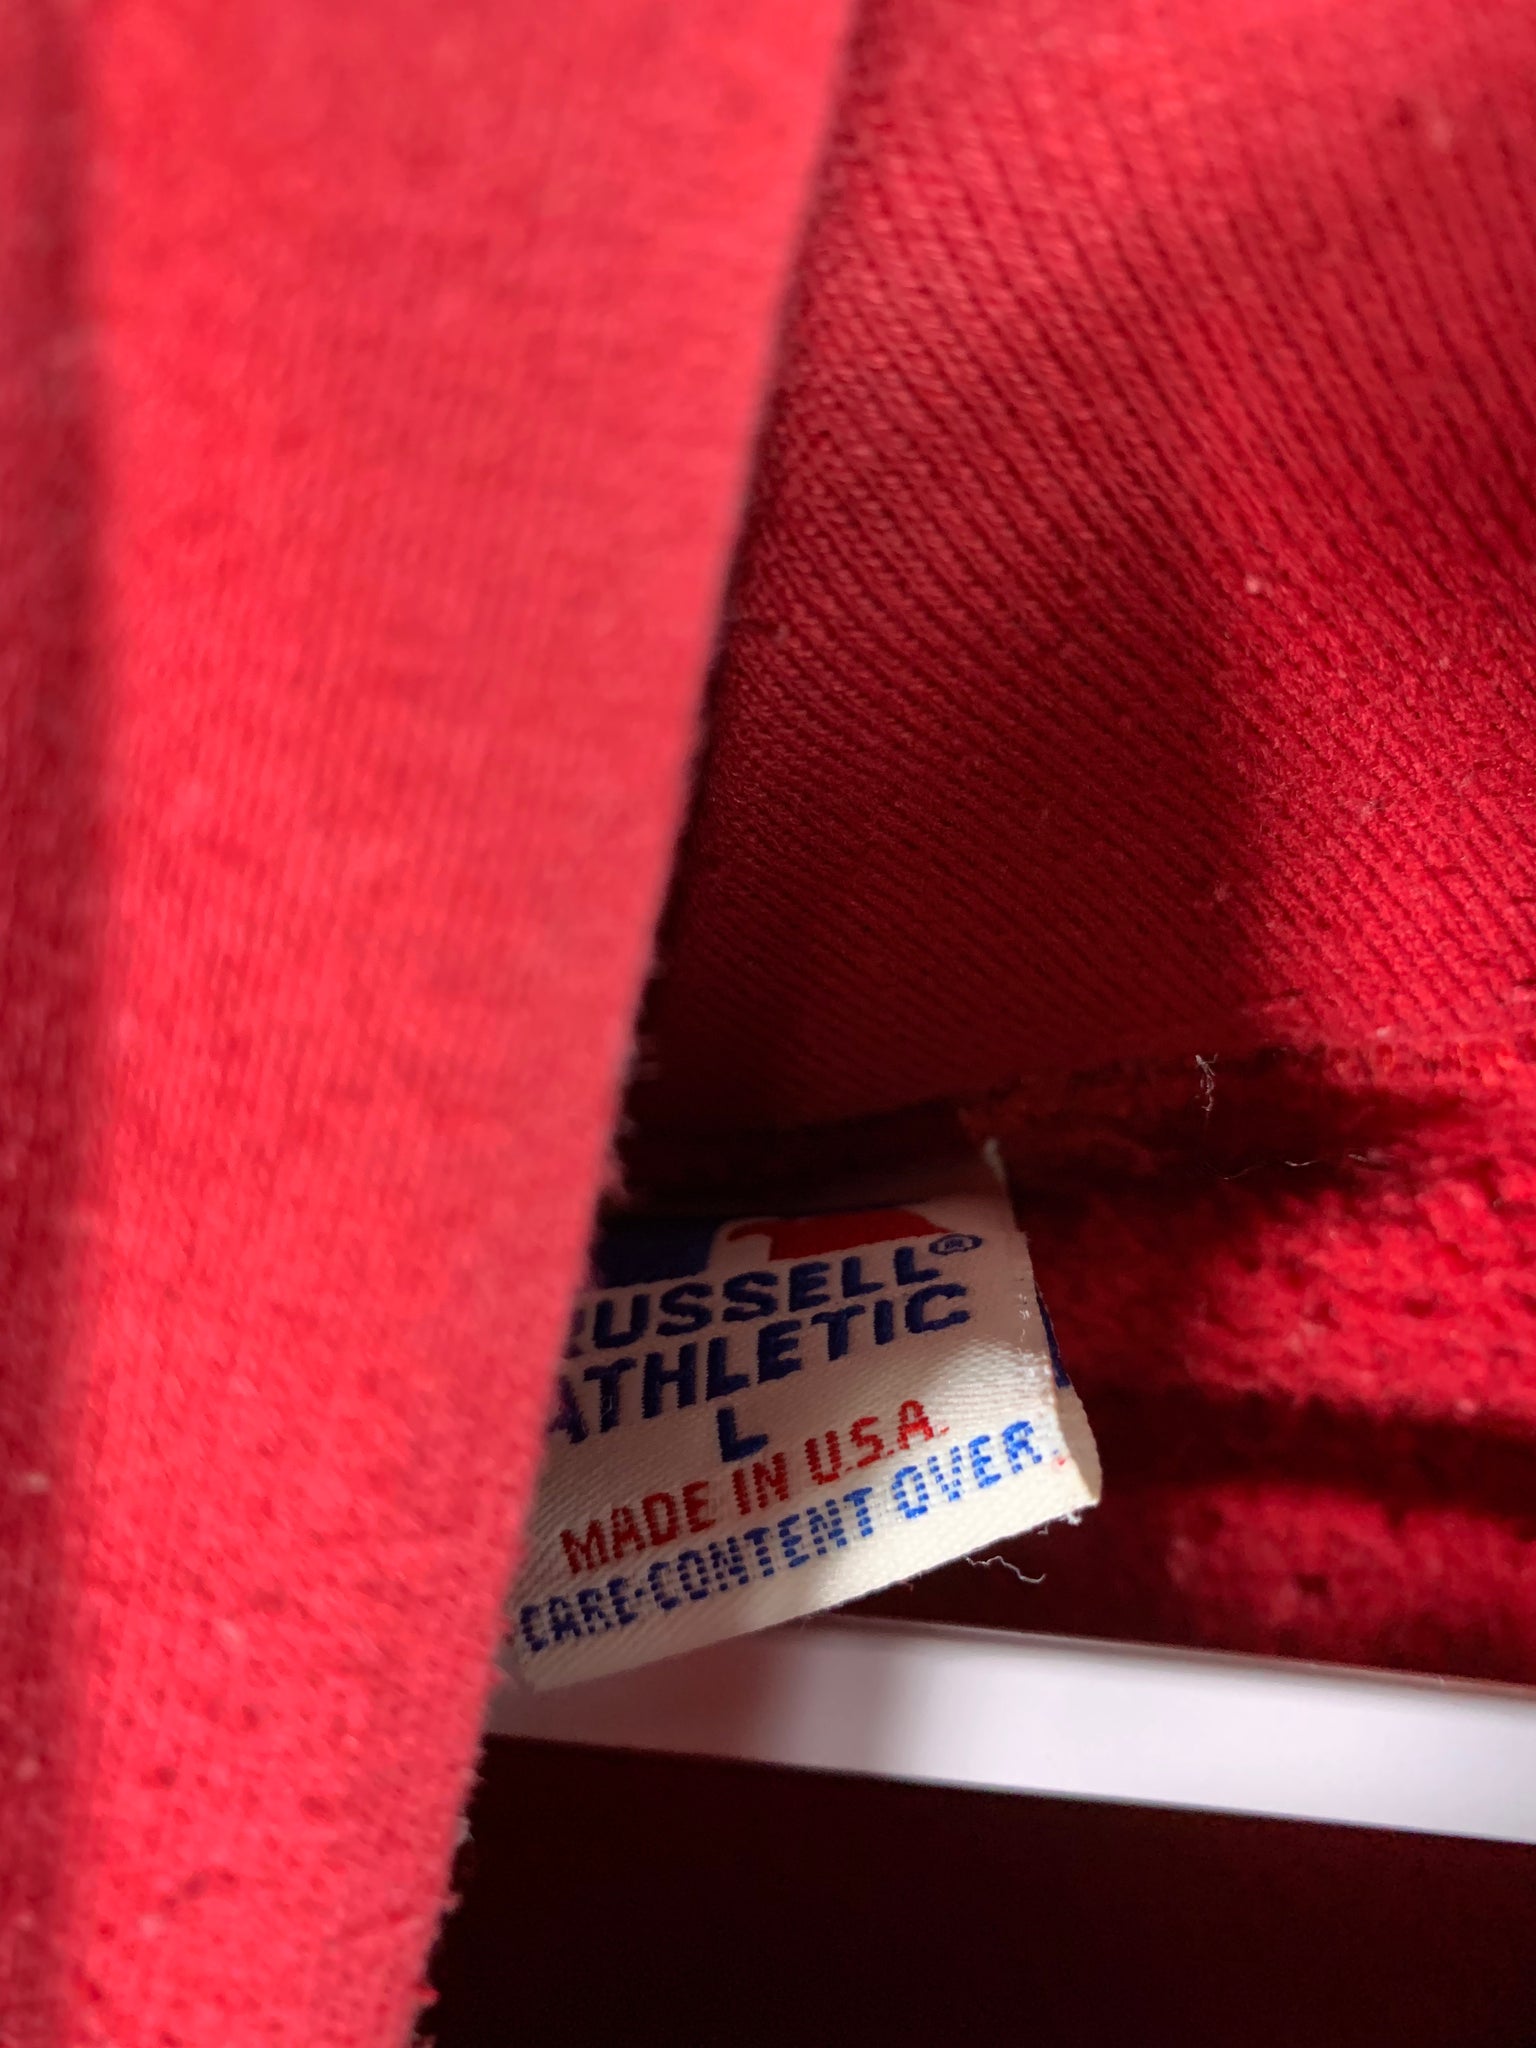 RUSSELL®
ATHLETIC
L
MADE IN U.S.A.
CARE-CONTENT OVER